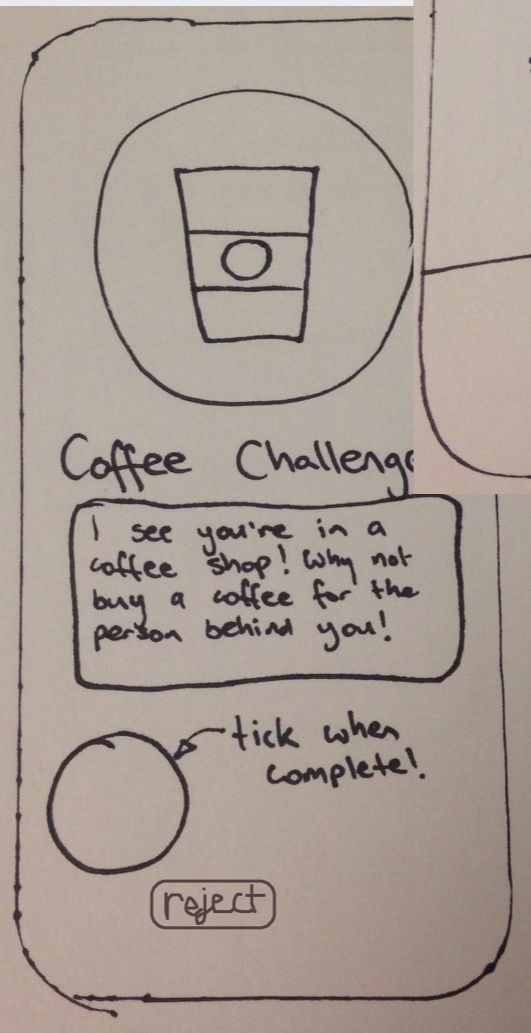 Coffee Challenge
I see you're in a
coffee shop! Why not
buy a coffee for the
person behind you!
tick when
complete!
reject